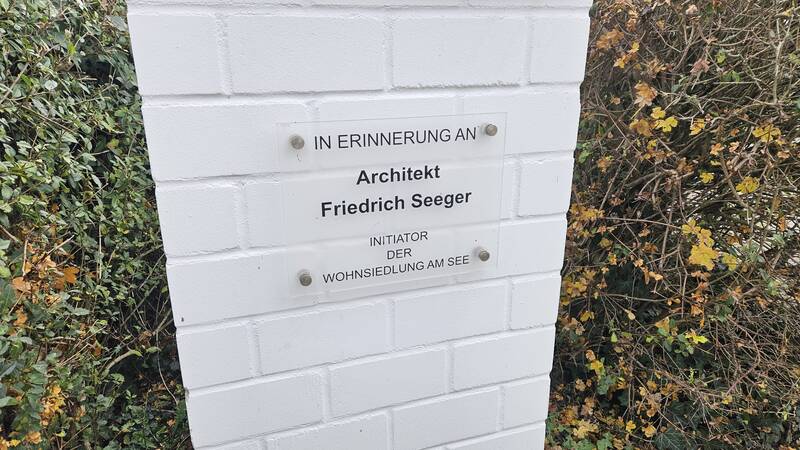 IN ERINNERUNG AN
Architekt
Friedrich Seeger
INITIATOR
DER
WOHNSIEDLUNG AM SEE